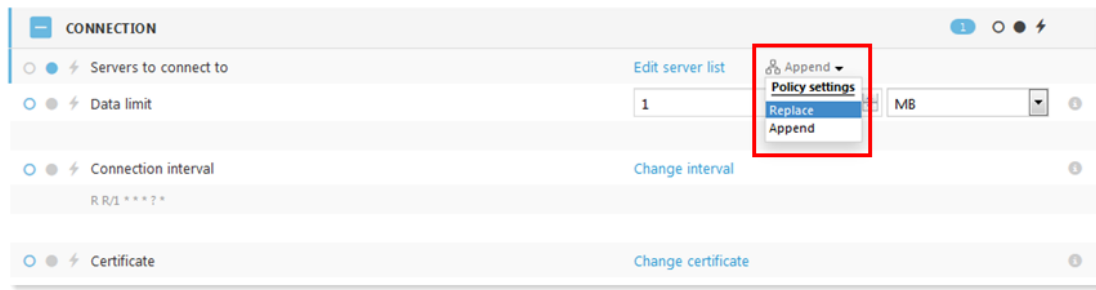 CONNECTION 1
Servers to connect to Edit server list Append
Policy settings
Data limit 1 MB
Replace
Append
Connection interval Change interval
R R/1 * * * ? *
Certificate Change certificate